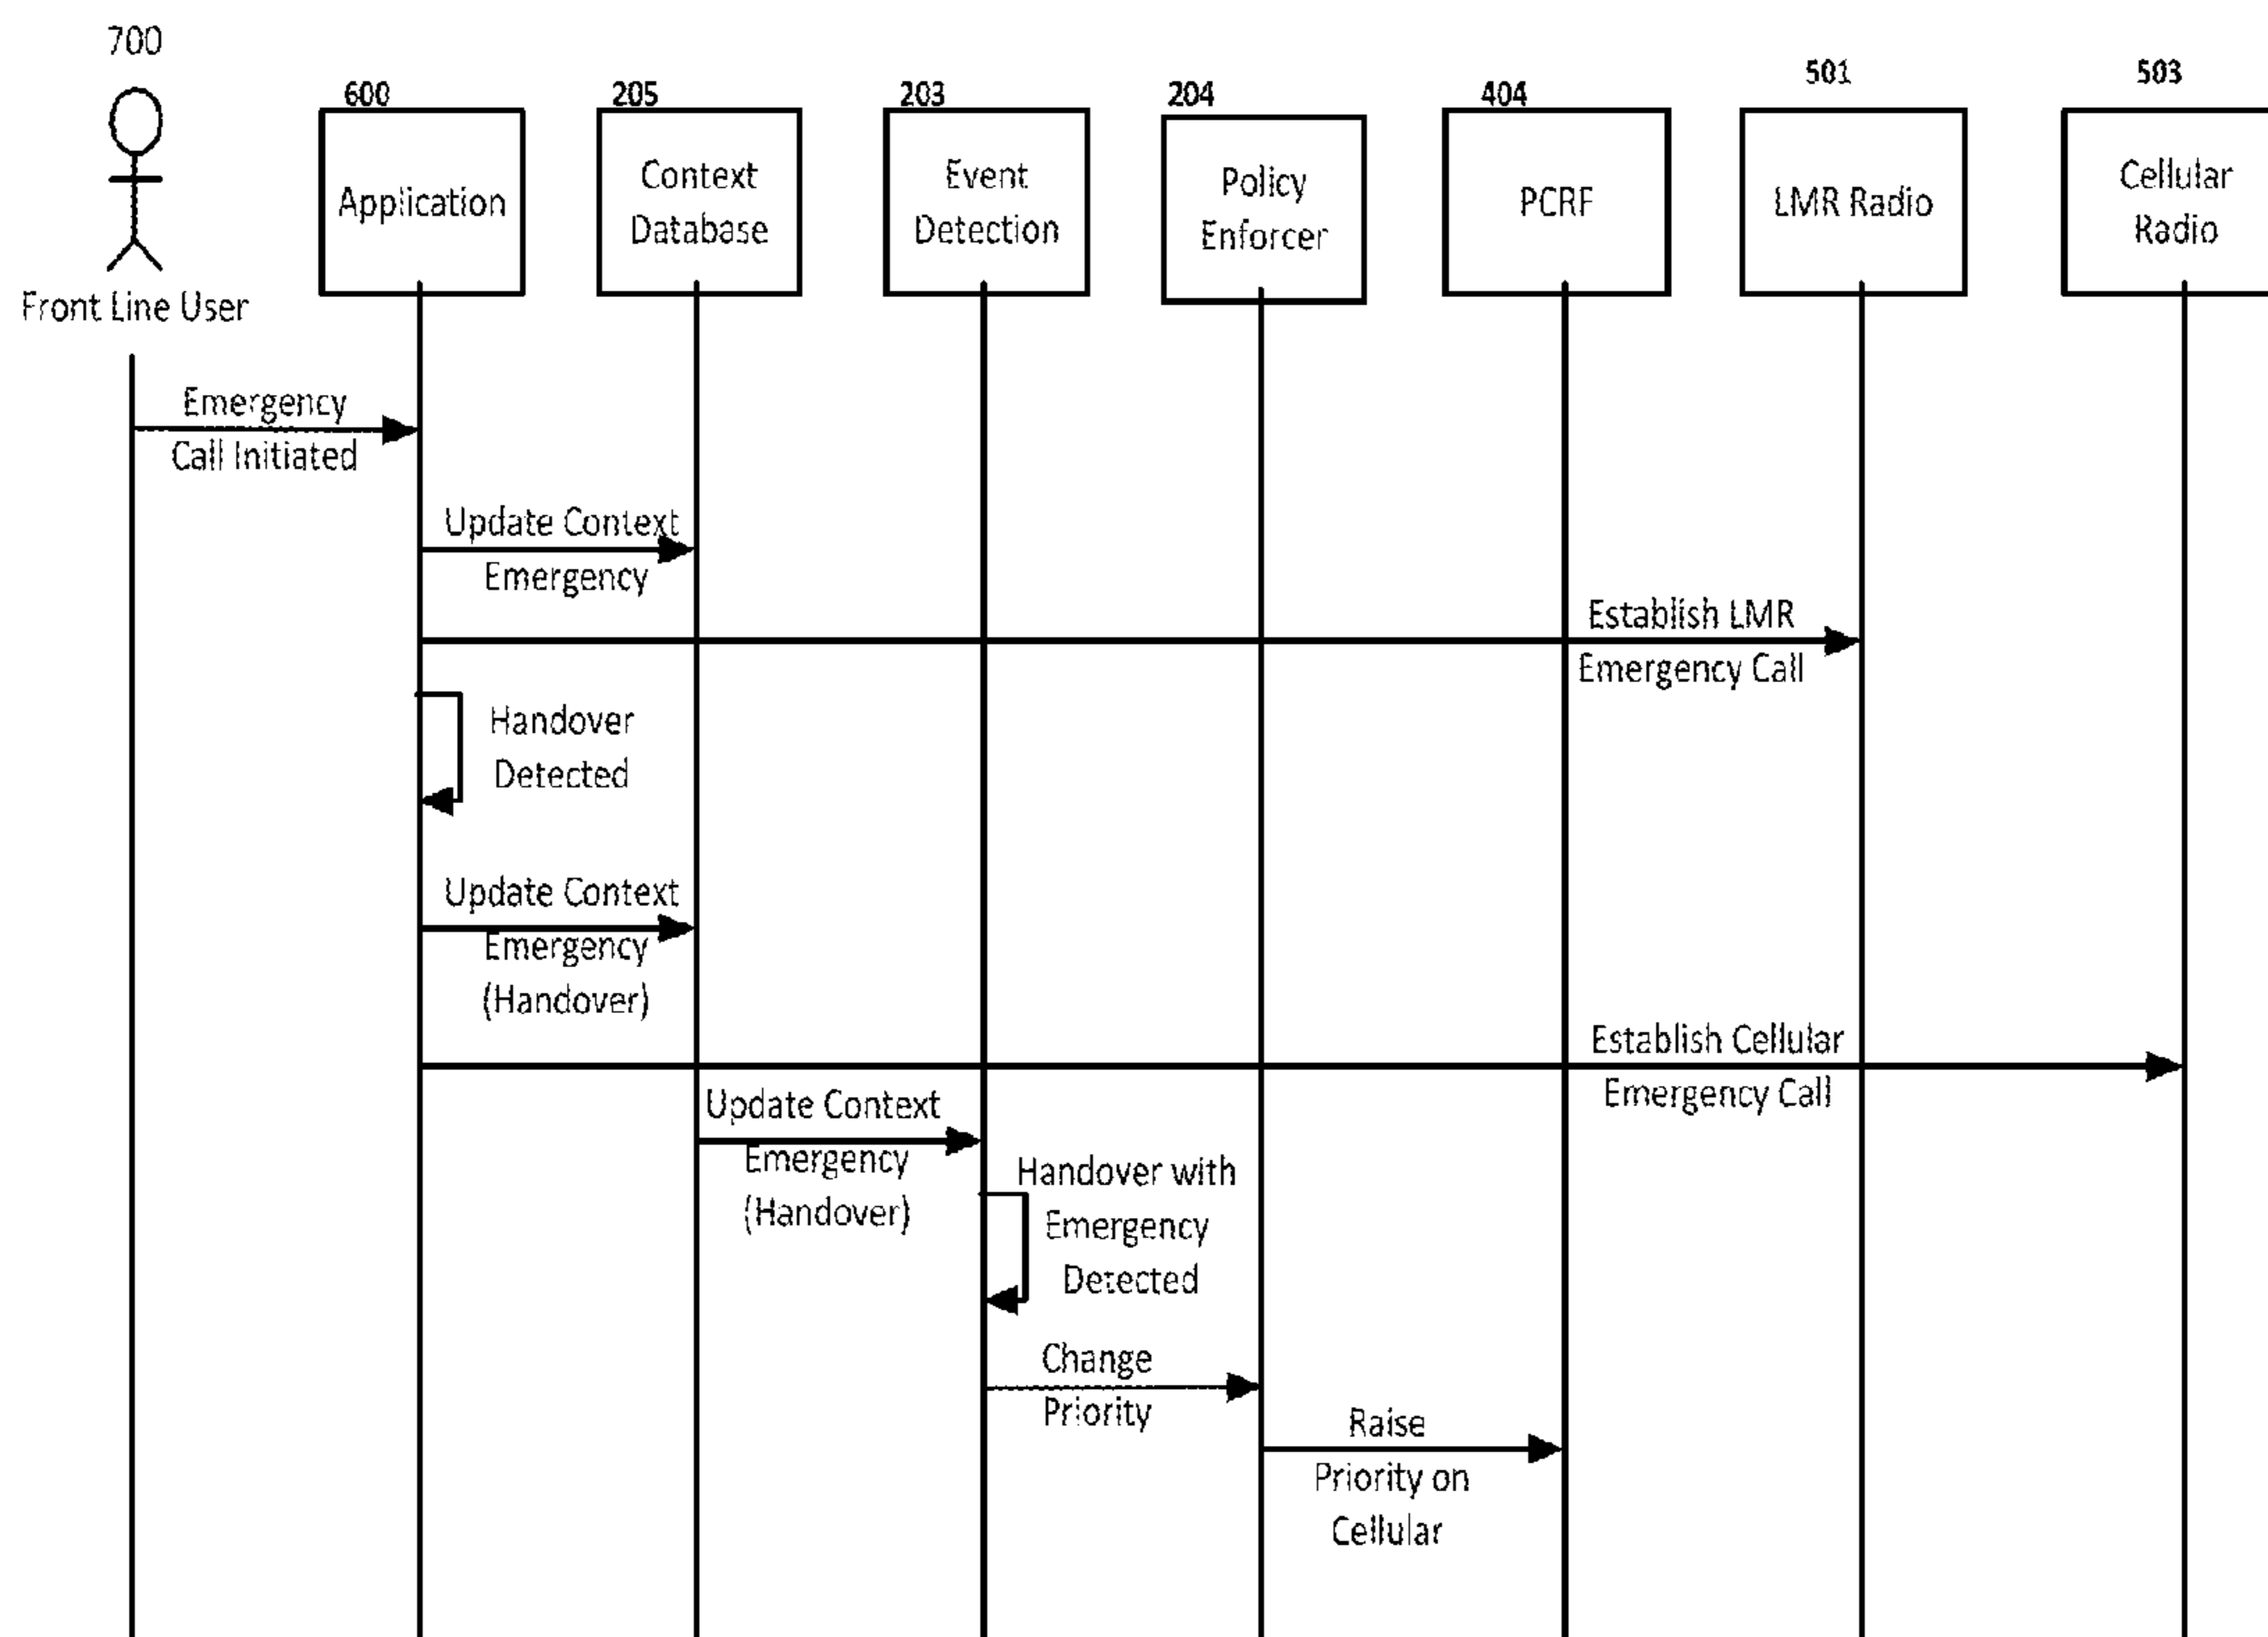 700
600
205
203
204
404
501
503
Front Line User
Application
Context
Database
Event
Detection
Policy
Enforcer
PCRF
LMR Radio
Cellular
Radio
Emergency
Call Initiated
Update Context
Emergency
Establish LMR
Emergency Call
Handover
Detected
Update Context
Emergency
(Handover)
Establish Cellular
Emergency Call
Update Context
Emergency
(Handover)
Handover with
Emergency
Detected
Change
Priority
Raise
Priority on
Cellular